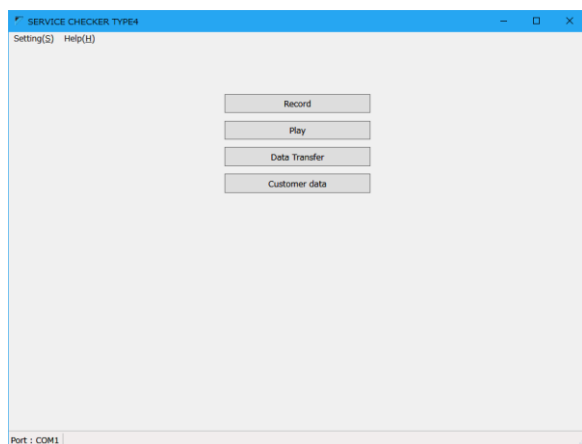 SERVICE CHECKER TYPE4
Setting(S) Help(H)
Record
Play
Data Transfer
Customer data
Port : COM1